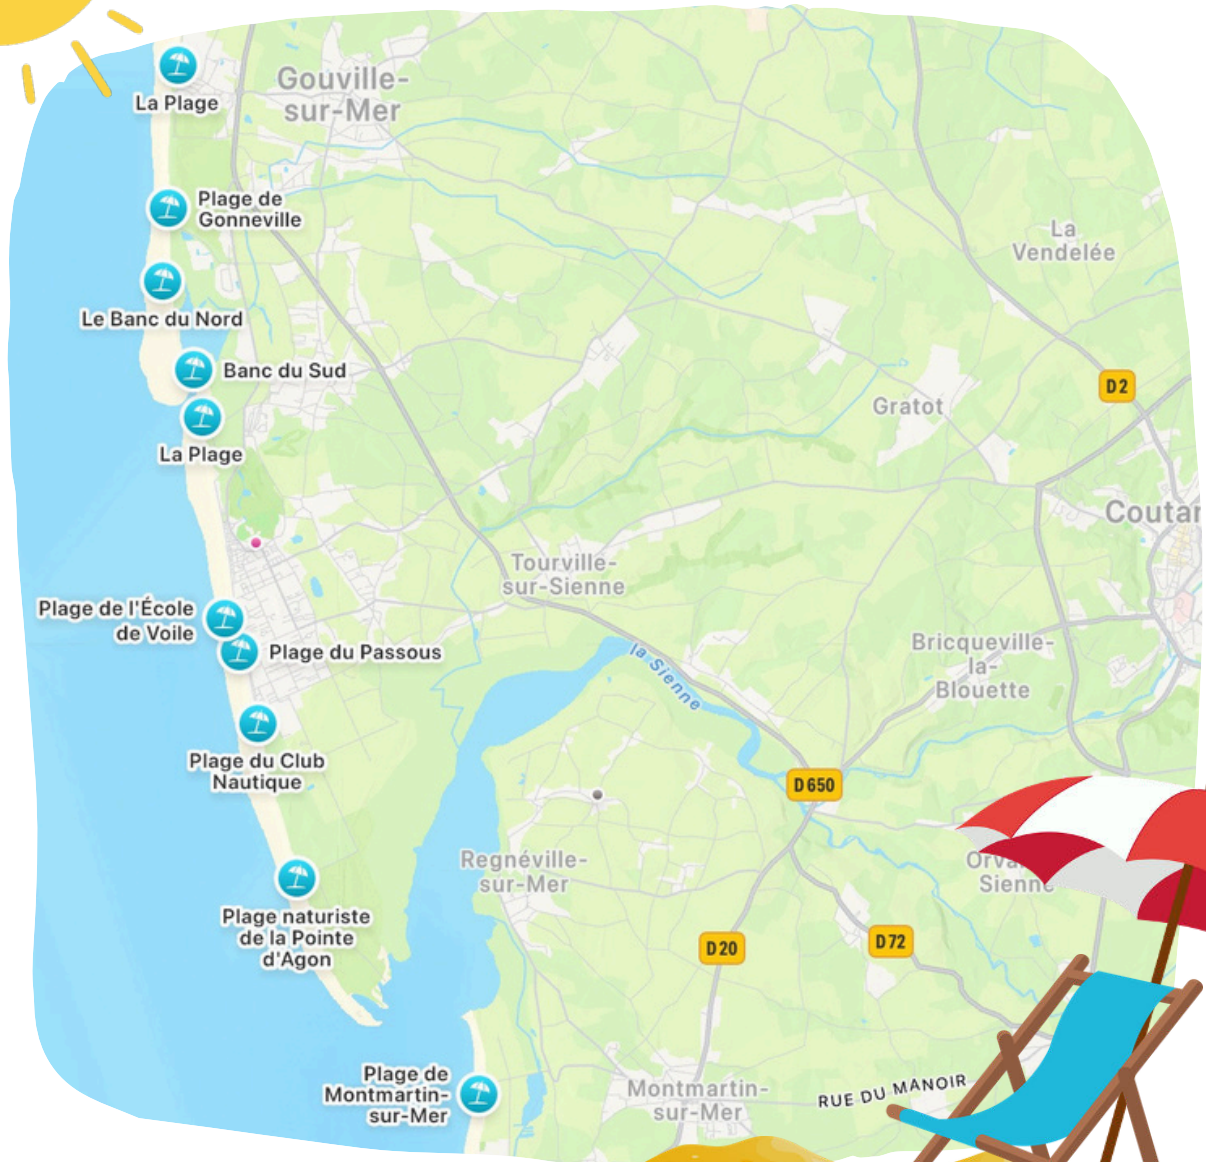 La Plage
Gouville-
sur-Mer
Plage de
Gonneville
La
Vendelée
Le Banc du Nord
Banc du Sud
D2
Gratot
La Plage
Tourville-
sur-Sienne
Plage de l'École
de Voile
Plage du Passous
la Sienne
Bricqueville-
la-
Blouette
Plage du Club
Nautique
D650
Regnéville-
sur-Mer
Sienne
Plage naturiste
de la Pointe
d'Agon
D20
D72
Plage de
Montmartin-
sur-Mer
Montmartin-
sur-Mer
RUE DU MANOIR